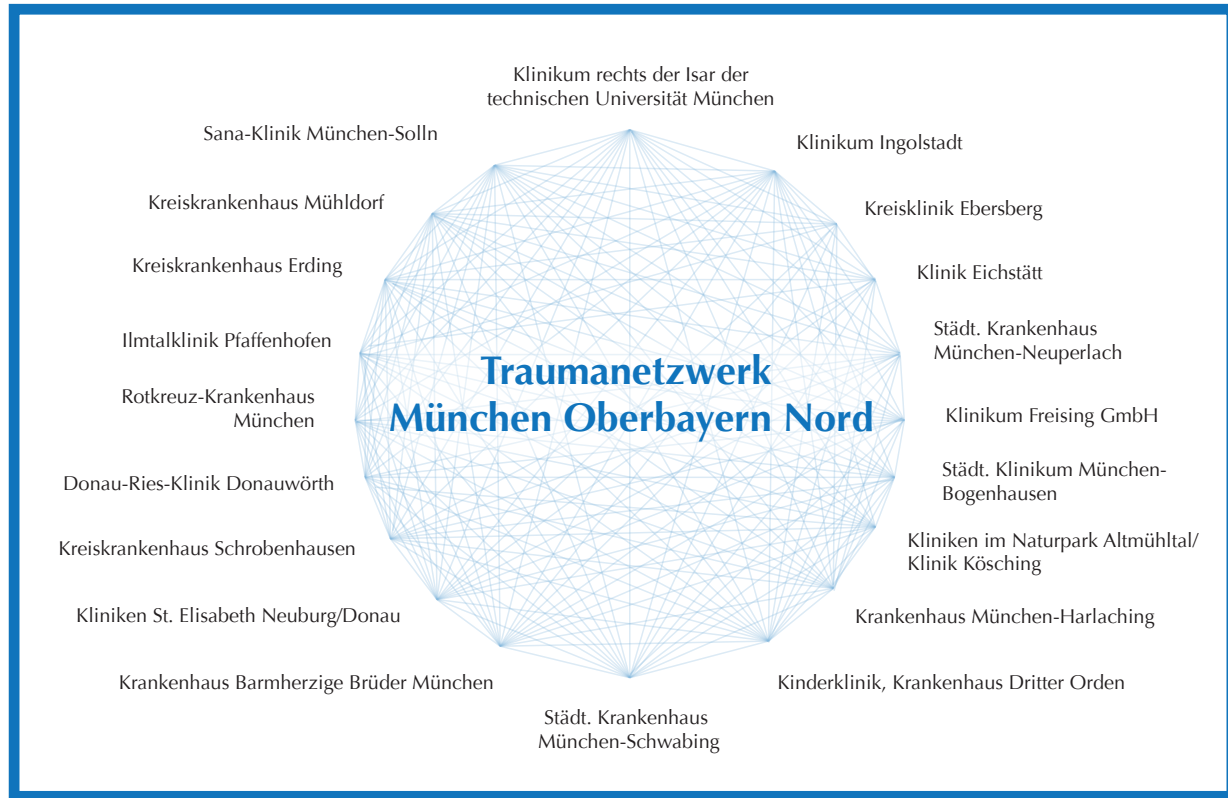 Klinikum rechts der Isar der
technischen Universität München
Sana-Klinik München-Solln
Klinikum Ingolstadt
Kreiskrankenhaus Mühldorf
Kreisklinik Ebersberg
Kreiskrankenhaus Erding
Klinik Eichstätt
Ilmtalklinik Pfaffenhofen
Städt. Krankenhaus
München-Neuperlach
Traumanetzwerk
München Oberbayern Nord
Rotkreuz-Krankenhaus
München
Klinikum Freising GmbH
Donau-Ries-Klinik Donauwörth
Städt. Klinikum München-
Bogenhausen
Kreiskrankenhaus Schrobenhausen
Kliniken im Naturpark Altmühltal/
Klinik Kösching
Kliniken St. Elisabeth Neuburg/Donau
Krankenhaus München-Harlaching
Krankenhaus Barmherzige Brüder München
Kinderklinik, Krankenhaus Dritter Orden
Städt. Krankenhaus
München-Schwabing